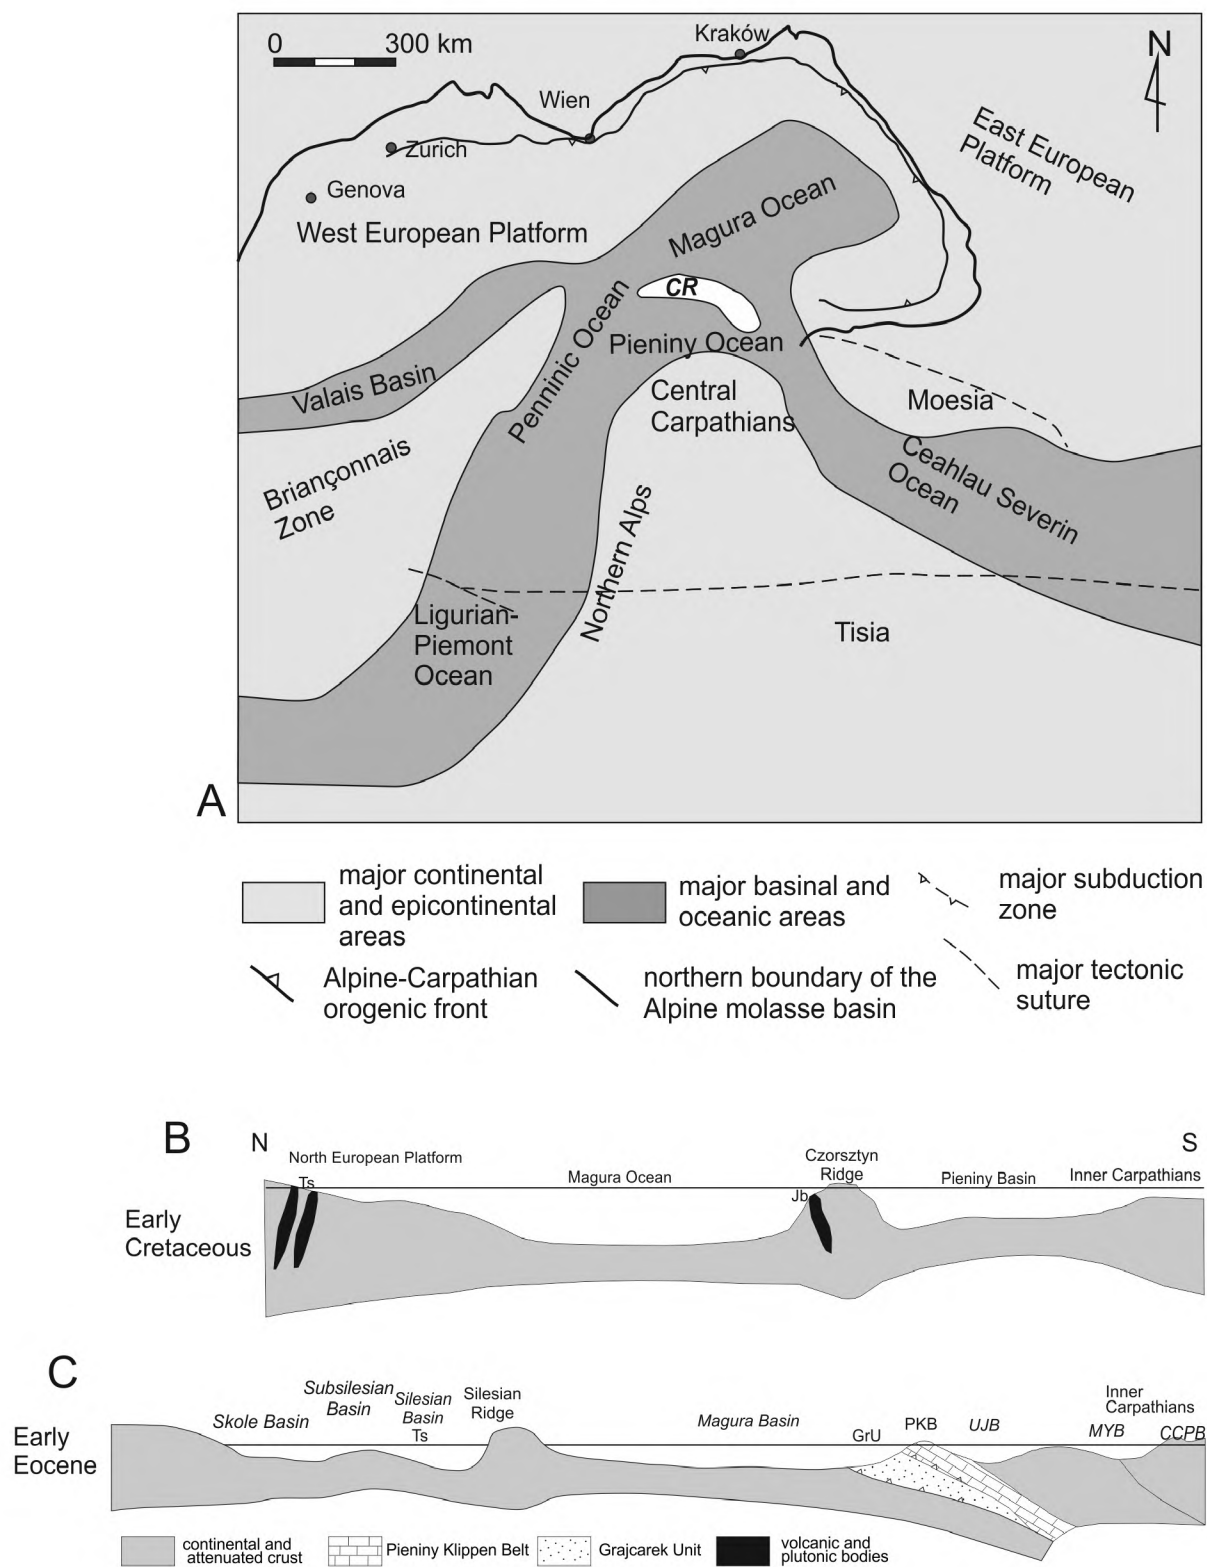 0 300 km
Kraków
N
Wien
Zurich
Genova
East European
Platform
West European Platform
Magura Ocean
CR
Penninic Ocean
Pieniny Ocean
Valais Basin
Central
Carpathians
Moesia
Briançonnais
Zone
Ceahlau Severin
Ocean
Northern Alps
Ligurian-
Piemont
Ocean
Tisia
A
major continental
and epicontinental
areas
major basinal and
oceanic areas
major subduction
zone
Alpine-Carpathian
orogenic front
northern boundary of the
Alpine molasse basin
major tectonic
suture
B
N
S
North European Platform
Ts
Magura Ocean
Czorsztyn
Ridge
Jb
Pieniny Basin
Inner Carpathians
Early
Cretaceous
C
Early
Eocene
Skole Basin
Subsilesian
Basin
Silesian
Basin
Ts
Silesian
Ridge
Magura Basin
GrU
PKB
UJB
Inner
Carpathians
MYB
CCPB
continental and
attenuated crust
Pieniny Klippen Belt
Grajcarek Unit
volcanic and
plutonic bodies